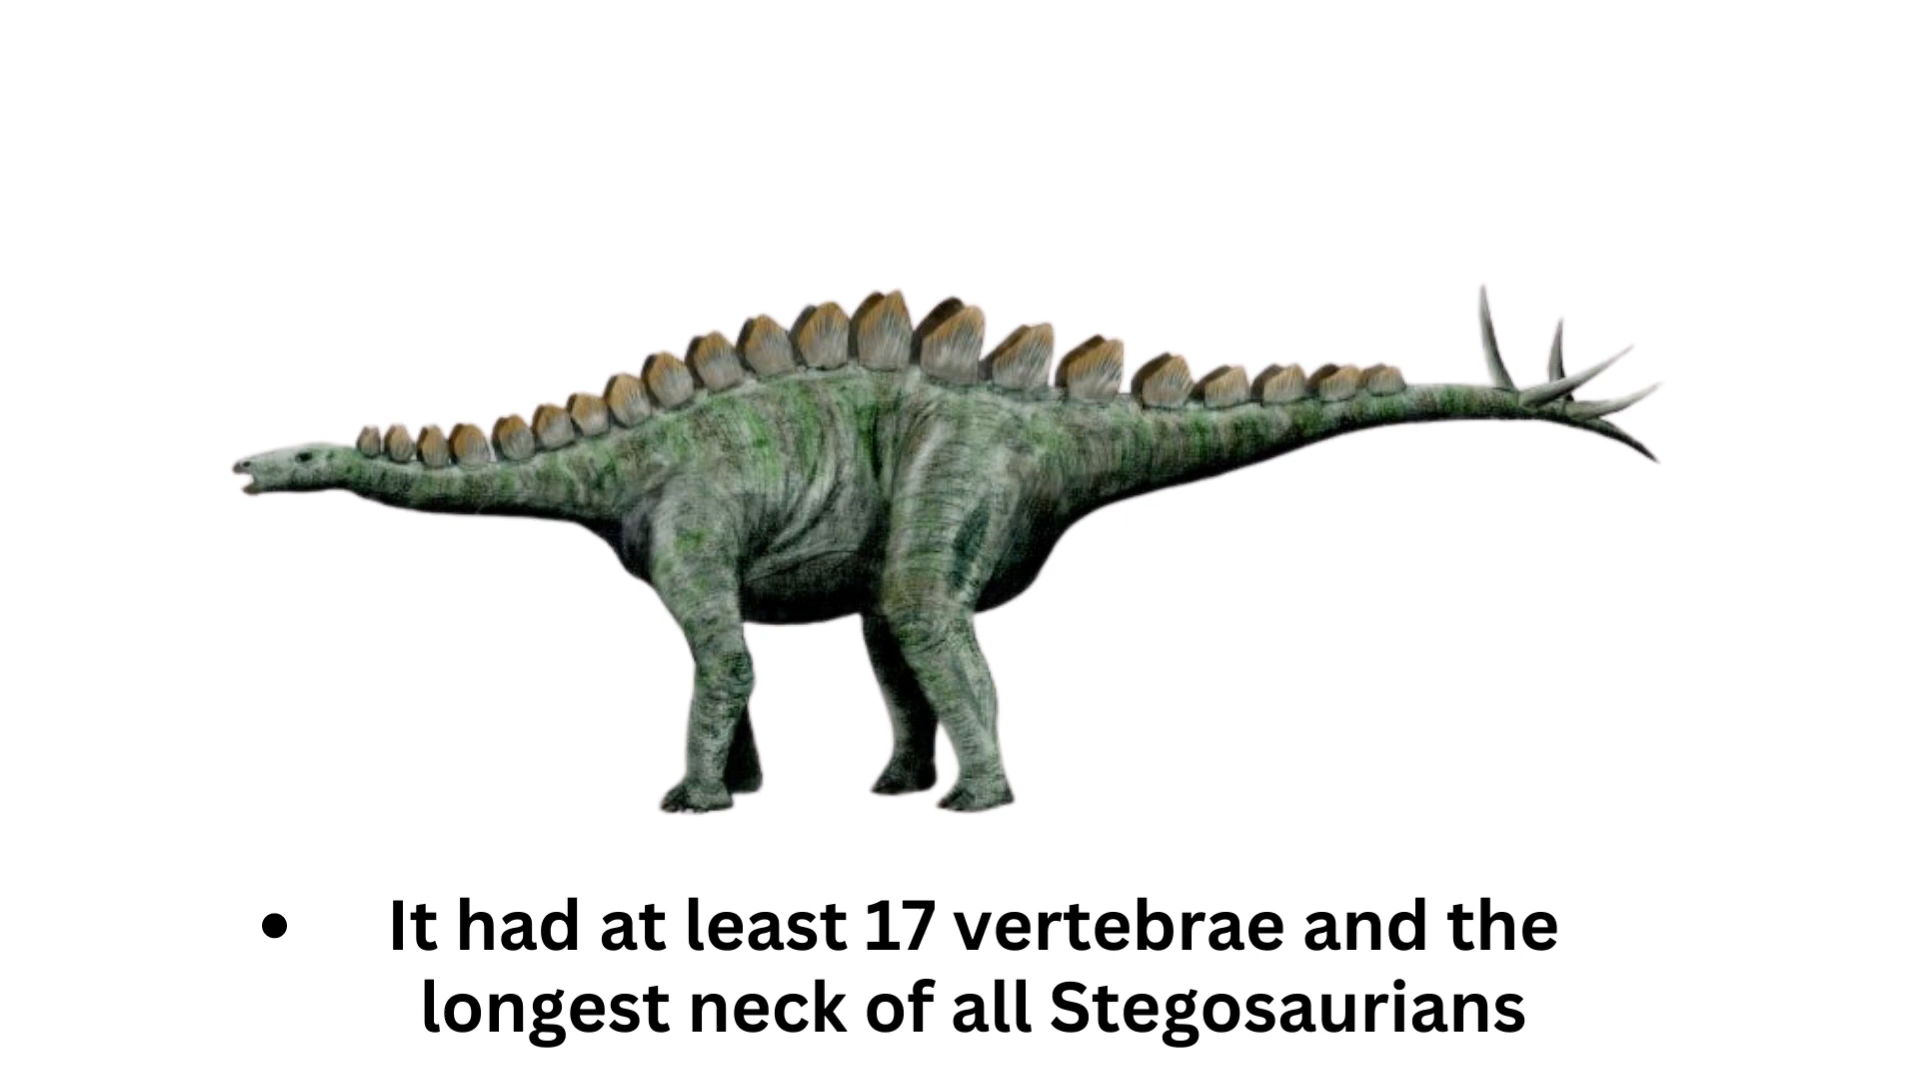 • It had at least 17 vertebrae and the
longest neck of all Stegosaurians